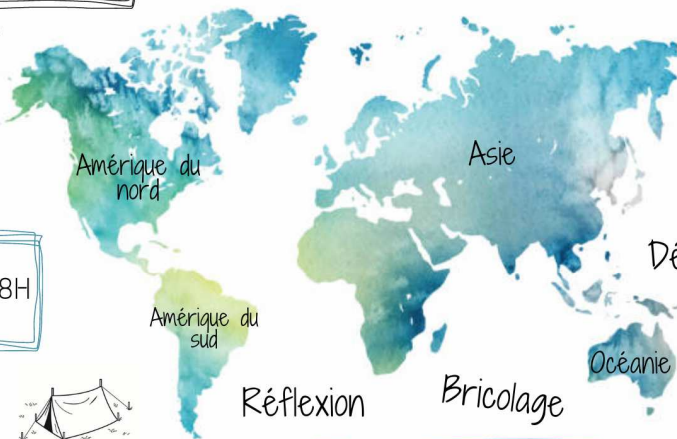 Asie
Amérique du
nord
8H
Amérique du
sud
Océanie
Réflexion
Bricolage